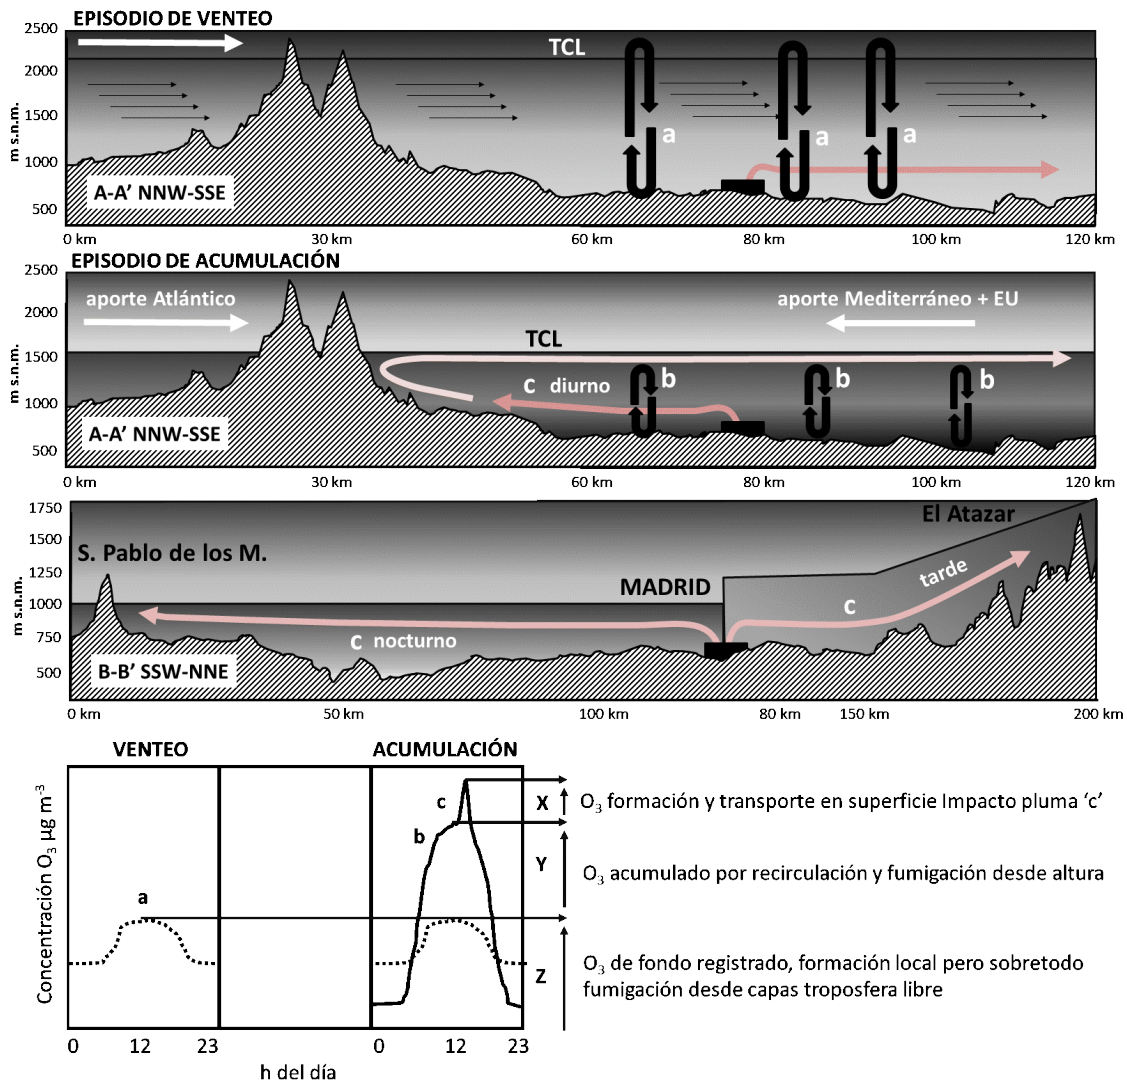 EPISODIO DE VENTEO
2500
2000
1500
1000
500
m s.n.m.
TCL
a
a
a
A-A’ NNW-SSE
0 km
30 km
60 km
80 km
100 km
120 km
EPISODIO DE ACUMULACIÓN
2500
2000
1500
1000
500
m s.n.m.
aporte Atlántico
aporte Mediterráneo + EU
TCL
c diurno
b
b
b
A-A’ NNW-SSE
0 km
30 km
60 km
80 km
100 km
120 km
1750
1500
1250
1000
750
500
m s.n.m.
El Atazar
S. Pablo de los M.
MADRID
tarde
c
c nocturno
B-B’ SSW-NNE
0 km
50 km
100 km
80 km
150 km
200 km
VENTEO
ACUMULACIÓN
Concentración O₃ µg m⁻³
a
b
c
X
Y
Z
O₃ formación y transporte en superficie Impacto pluma ‘c’
O₃ acumulado por recirculación y fumigación desde altura
O₃ de fondo registrado, formación local pero sobretodo
fumigación desde capas troposfera libre
0
12
23
0
12
23
h del día